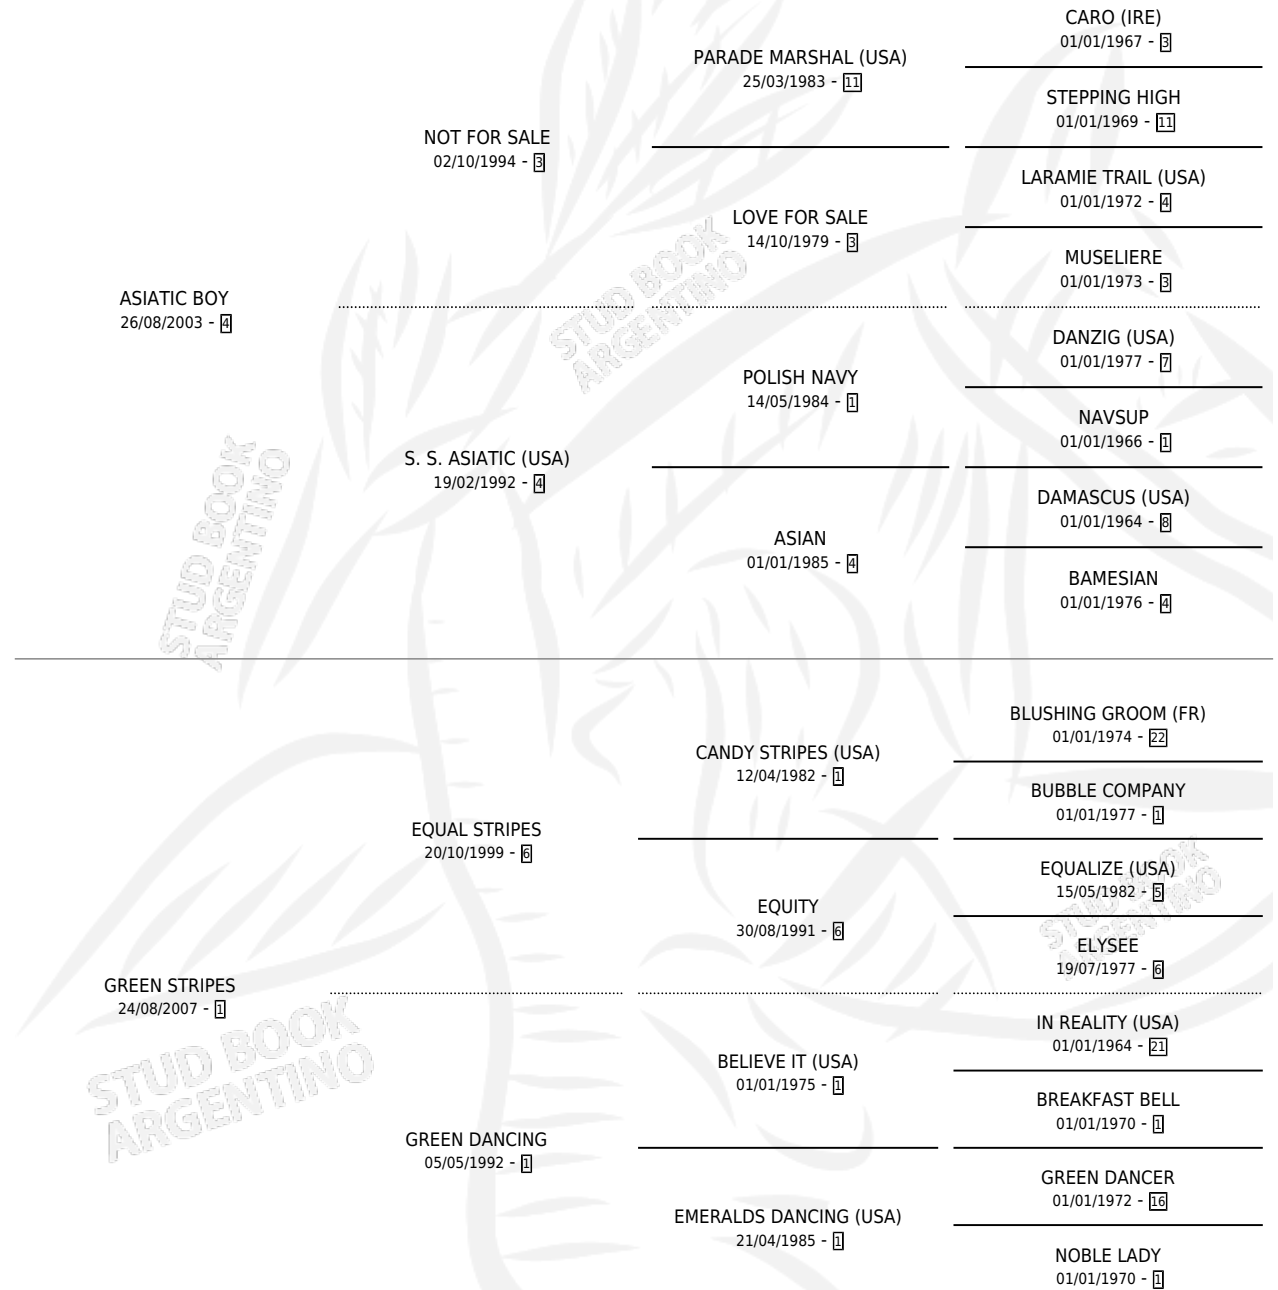 CARO (IRE)
01/01/1967 - 3
PARADE MARSHAL (USA)
25/03/1983 - 11
STEPPING HIGH
01/01/1969 - 11
NOT FOR SALE
02/10/1994 - 3
LARAMIE TRAIL (USA)
01/01/1972 - 4
LOVE FOR SALE
14/10/1979 - 3
MUSELIERE
01/01/1973 - 3
ASIATIC BOY
26/08/2003 - 4
DANZIG (USA)
01/01/1977 - 7
POLISH NAVY
14/05/1984 - 1
NAVSUP
01/01/1966 - 1
S. S. ASIATIC (USA)
19/02/1992 - 4
DAMASCUS (USA)
01/01/1964 - 8
ASIAN
01/01/1985 - 4
BAMESIAN
01/01/1976 - 4
BLUSHING GROOM (FR)
01/01/1974 - 22
CANDY STRIPES (USA)
12/04/1982 - 1
BUBBLE COMPANY
01/01/1977 - 1
EQUAL STRIPES
20/10/1999 - 6
EQUALIZE (USA)
15/05/1982 - 5
EQUITY
30/08/1991 - 6
ELYSEE
19/07/1977 - 6
GREEN STRIPES
24/08/2007 - 1
IN REALITY (USA)
01/01/1964 - 21
BELIEVE IT (USA)
01/01/1975 - 1
BREAKFAST BELL
01/01/1970 - 1
GREEN DANCING
05/05/1992 - 1
GREEN DANCER
01/01/1972 - 16
EMERALDS DANCING (USA)
21/04/1985 - 1
NOBLE LADY
01/01/1970 - 1
STUD BOOK
ARGENTINO
STUD BOOK
ARGENTINO
STUD BOOK
ARGENTINO
STUD BOOK
ARGENTINO